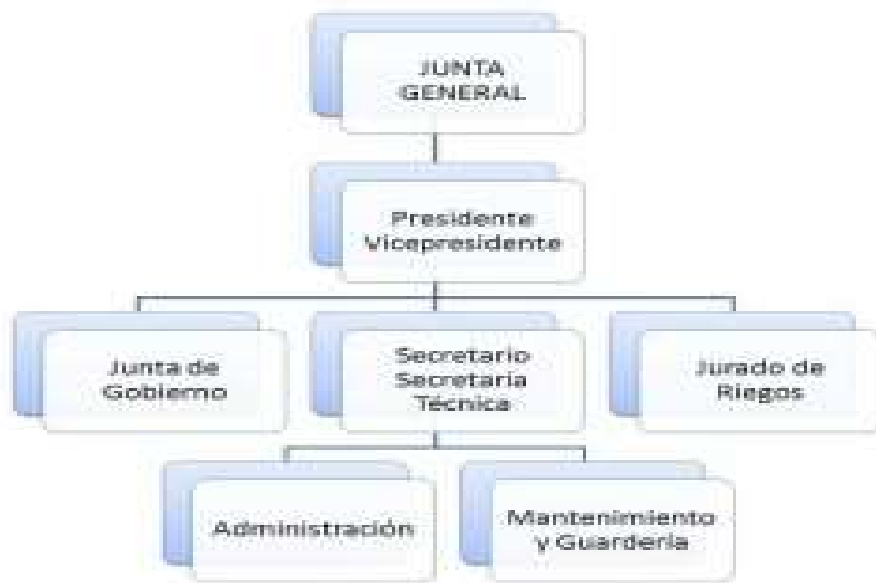 JUNTA
GENERAL
Presidente
Vicepresidente
Junta de
Gobierno
Secretario
Secretaría
Técnica
Jurado de
Riegos
Administración
Mantenimiento
y Guardería